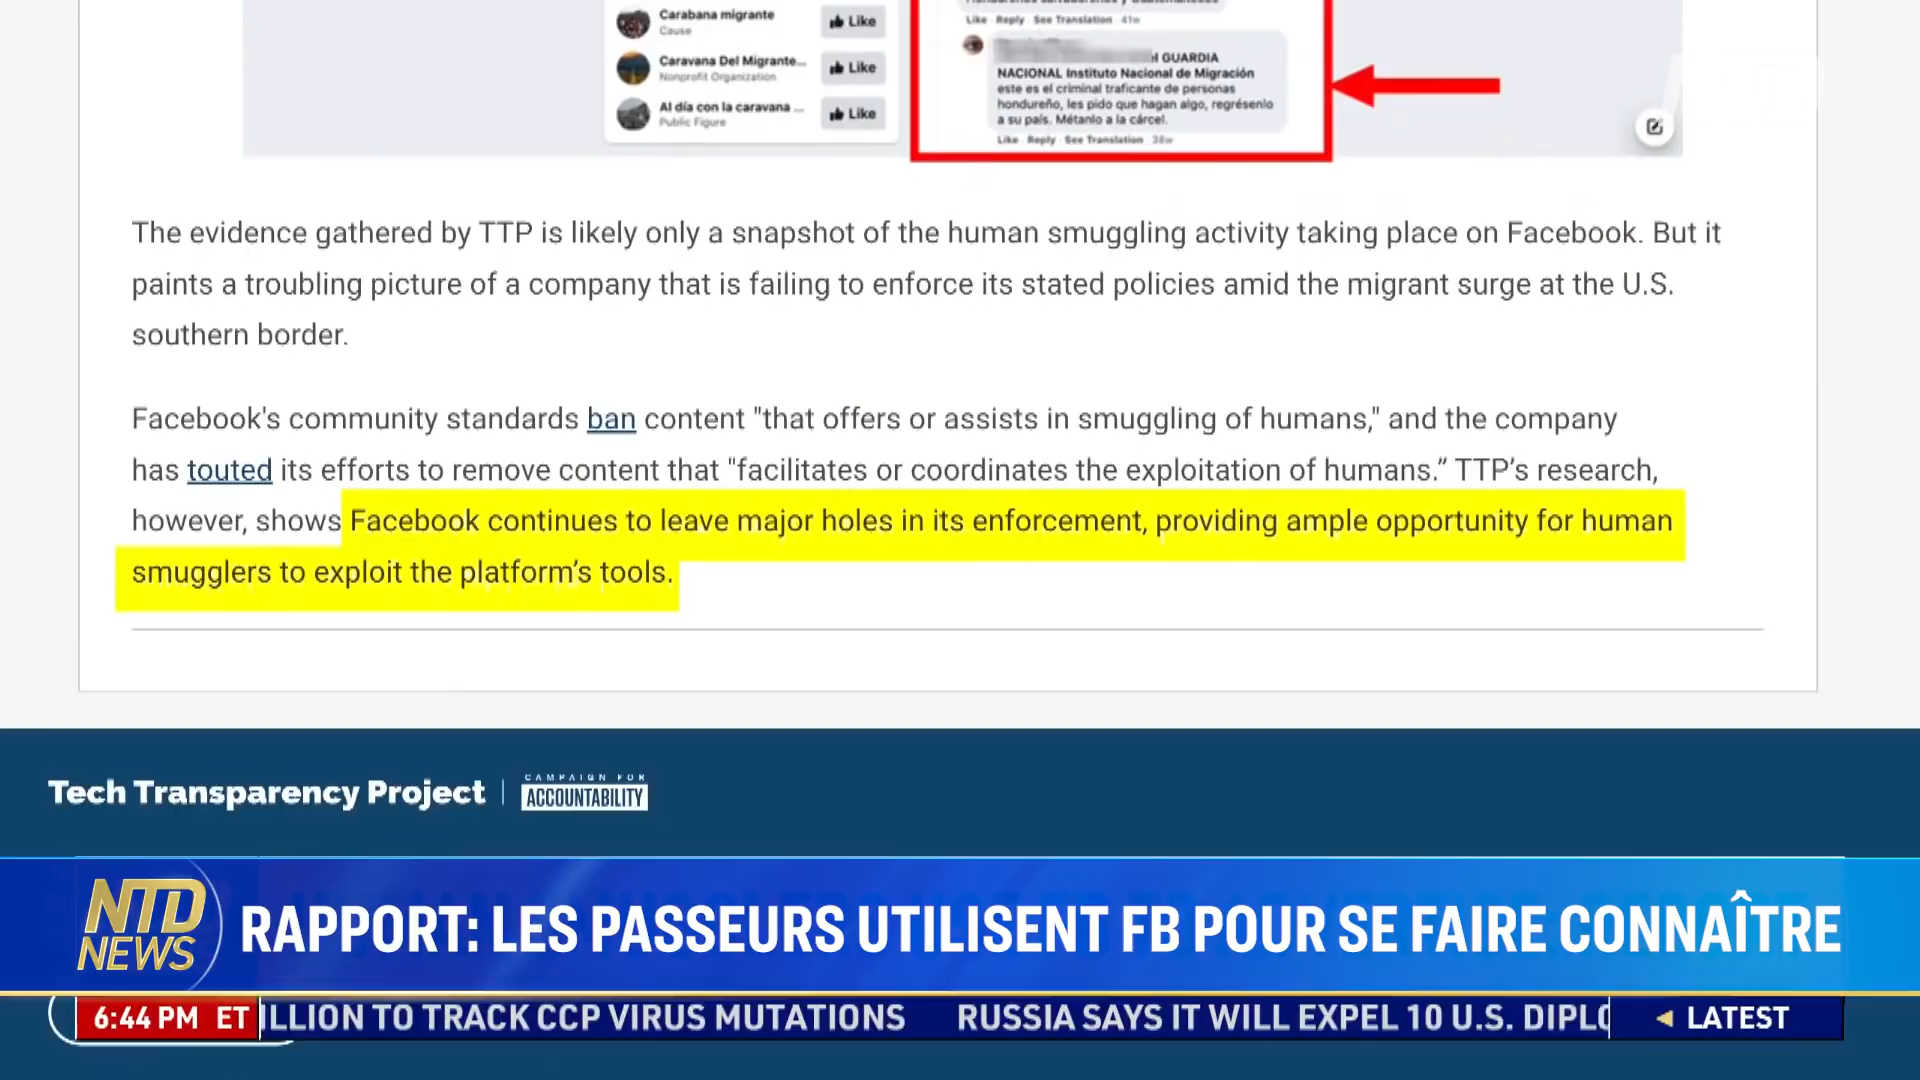 Carabana migrante
Cause
Like
Caravana Del Migrante...
Nonprofit Organization
Like
Al día con la caravana ...
Public Figure
Like
Like Reply See Translation 41w
GUARDIA
NACIONAL Instituto Nacional de Migración
este es el criminal traficante de personas
hondureño, les pido que hagan algo, regrésenlo
a su país. Métanlo a la cárcel.
Like Reply See Translation 38w
The evidence gathered by TTP is likely only a snapshot of the human smuggling activity taking place on Facebook. But it
paints a troubling picture of a company that is failing to enforce its stated policies amid the migrant surge at the U.S.
southern border.
Facebook's community standards ban content "that offers or assists in smuggling of humans," and the company
has touted its efforts to remove content that "facilitates or coordinates the exploitation of humans.” TTP’s research,
however, shows Facebook continues to leave major holes in its enforcement, providing ample opportunity for human
smugglers to exploit the platform’s tools.
Tech Transparency Project
CAMPAIGN FOR
ACCOUNTABILITY
NTD
NEWS
RAPPORT: LES PASSEURS UTILISENT FB POUR SE FAIRE CONNAÎTRE
6:44 PM ET
ILLION TO TRACK CCP VIRUS MUTATIONS RUSSIA SAYS IT WILL EXPEL 10 U.S. DIPLO
LATEST